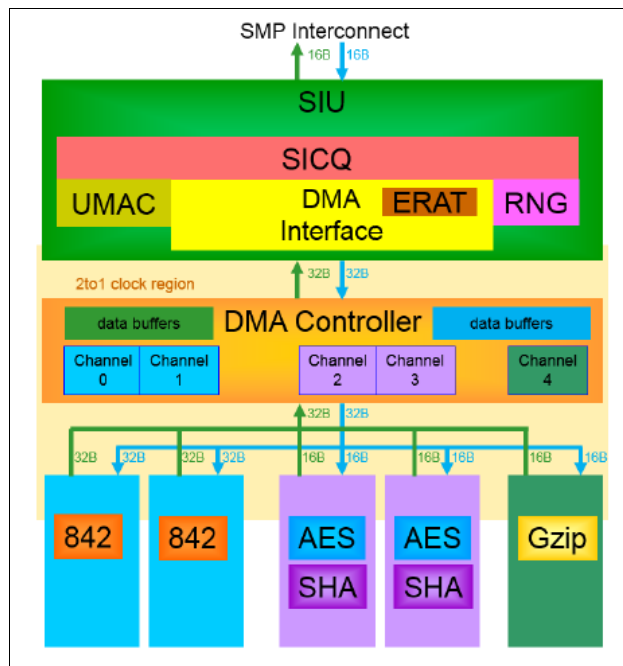 SMP Interconnect
16B 16B
SIU
SICQ
UMAC
DMA
Interface
ERAT
RNG
32B 32B
2to1 clock region
data buffers
DMA Controller
data buffers
Channel
0
Channel
1
Channel
2
Channel
3
Channel
4
32B 32B
32B 32B 32B 32B 16B 16B 16B 16B 16B 16B
842
842
AES
SHA
AES
SHA
Gzip